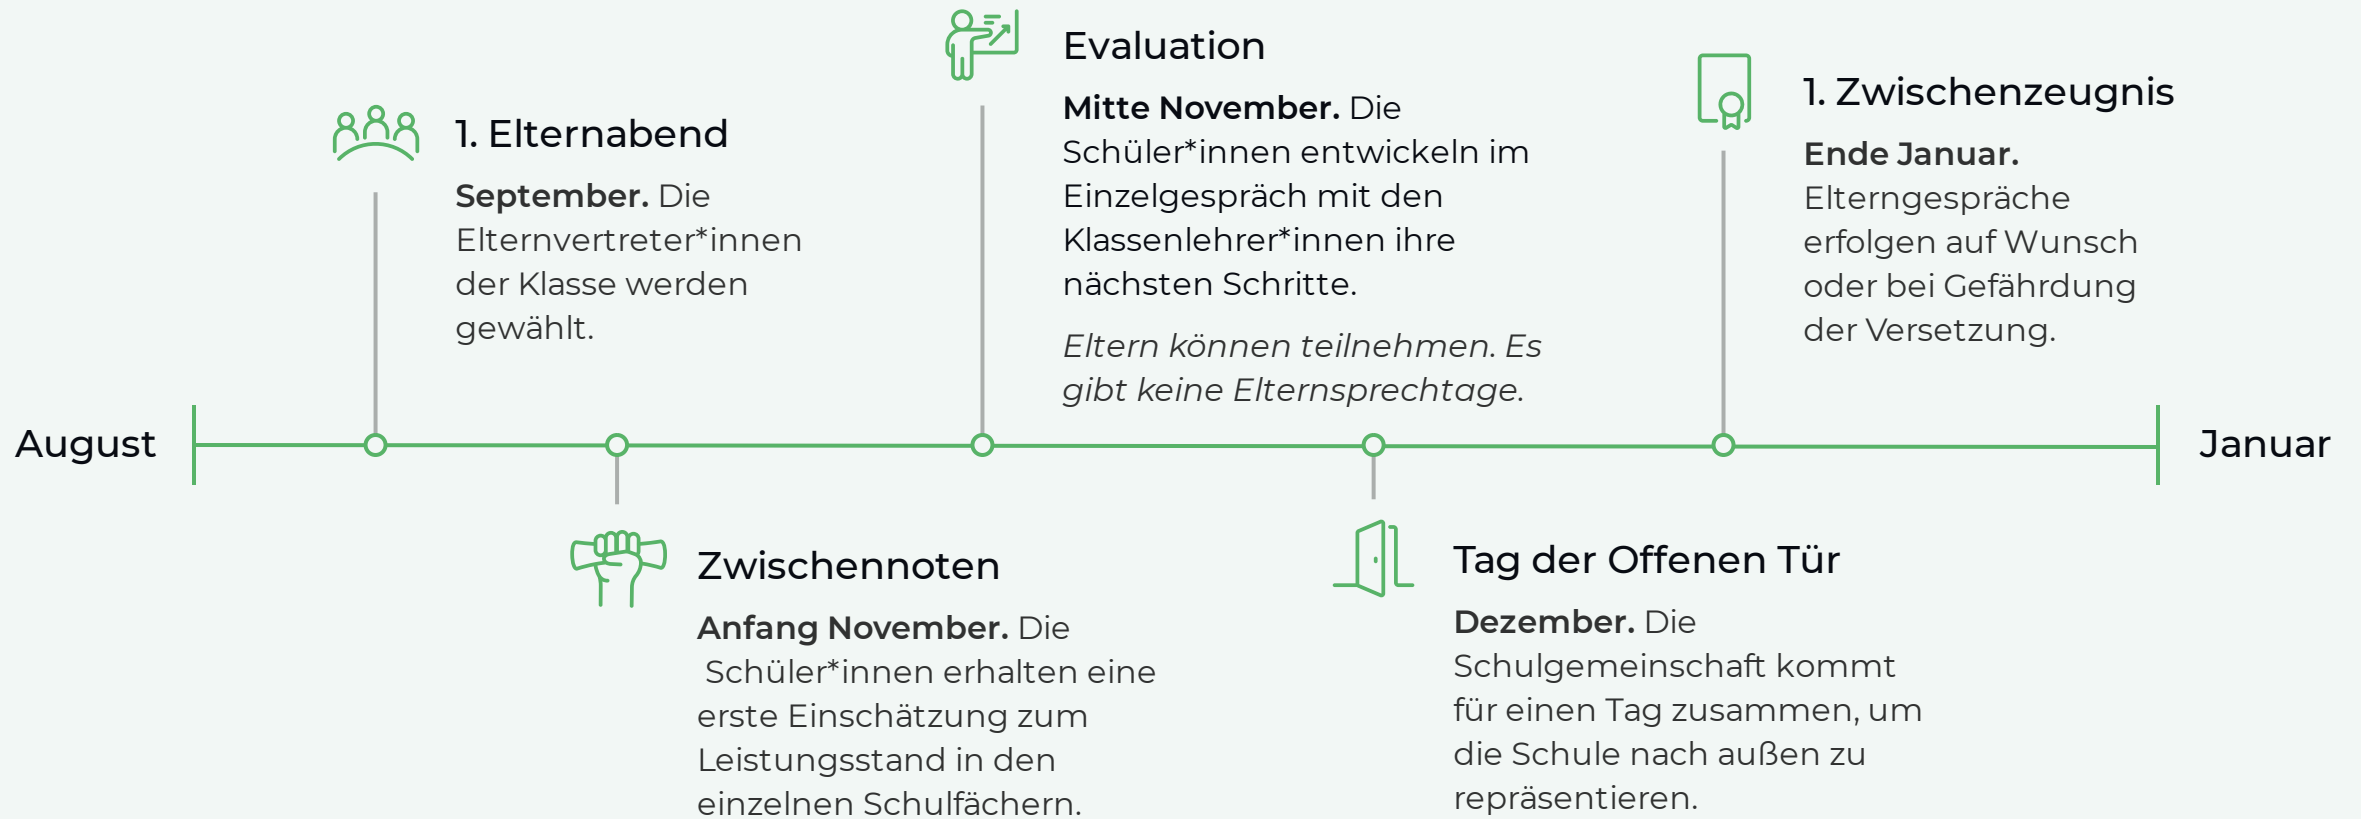 August
1. Elternabend
September. Die
Elternvertreter*innen
der Klasse werden
gewählt.
Zwischennoten
Anfang November. Die
Schüler*innen erhalten eine
erste Einschätzung zum
Leistungsstand in den
einzelnen Schulfächern.
Evaluation
Mitte November. Die
Schüler*innen entwickeln im
Einzelgespräch mit den
Klassenlehrer*innen ihre
nächsten Schritte.
Eltern können teilnehmen. Es
gibt keine Elternsprechtage.
Tag der Offenen Tür
Dezember. Die
Schulgemeinschaft kommt
für einen Tag zusammen, um
die Schule nach außen zu
repräsentieren.
1. Zwischenzeugnis
Ende Januar.
Elterngespräche
erfolgen auf Wunsch
oder bei Gefährdung
der Versetzung.
Januar